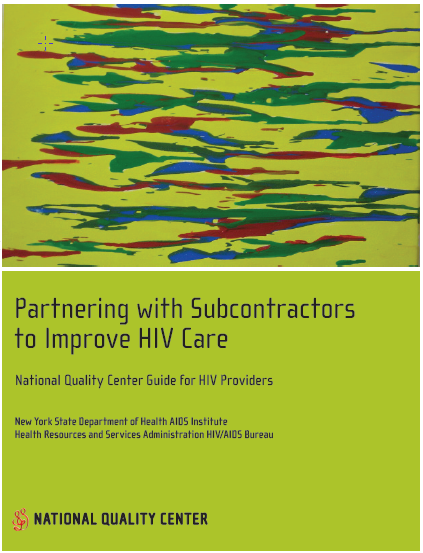 Partnering with Subcontractors
to Improve HIV Care
National Quality Center Guide for HIV Providers
New York State Department of Health AIDS Institute
Health Resources and Services Administration HIV/AIDS Bureau
NATIONAL QUALITY CENTER